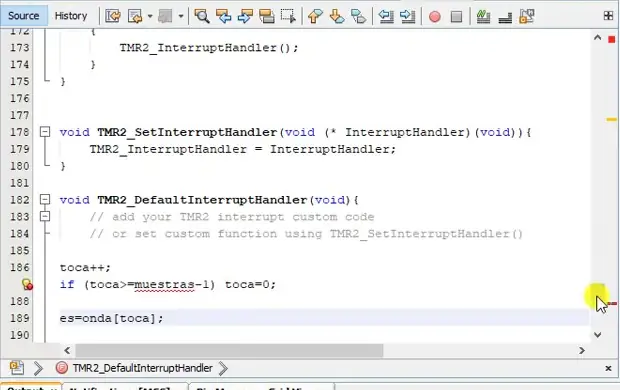 Source History
172 {
173 TMR2_InterruptHandler();
174 }
175 }
176
177
178 void TMR2_SetInterruptHandler(void (* InterruptHandler)(void)){
179 TMR2_InterruptHandler = InterruptHandler;
180 }
181
182 void TMR2_DefaultInterruptHandler(void){
183 // add your TMR2 interrupt custom code
184 // or set custom function using TMR2_SetInterruptHandler()
185
186 toca++;
if (toca>=muestras-1) toca=0;
188
189 es=onda[toca];
190
TMR2_DefaultInterruptHandler